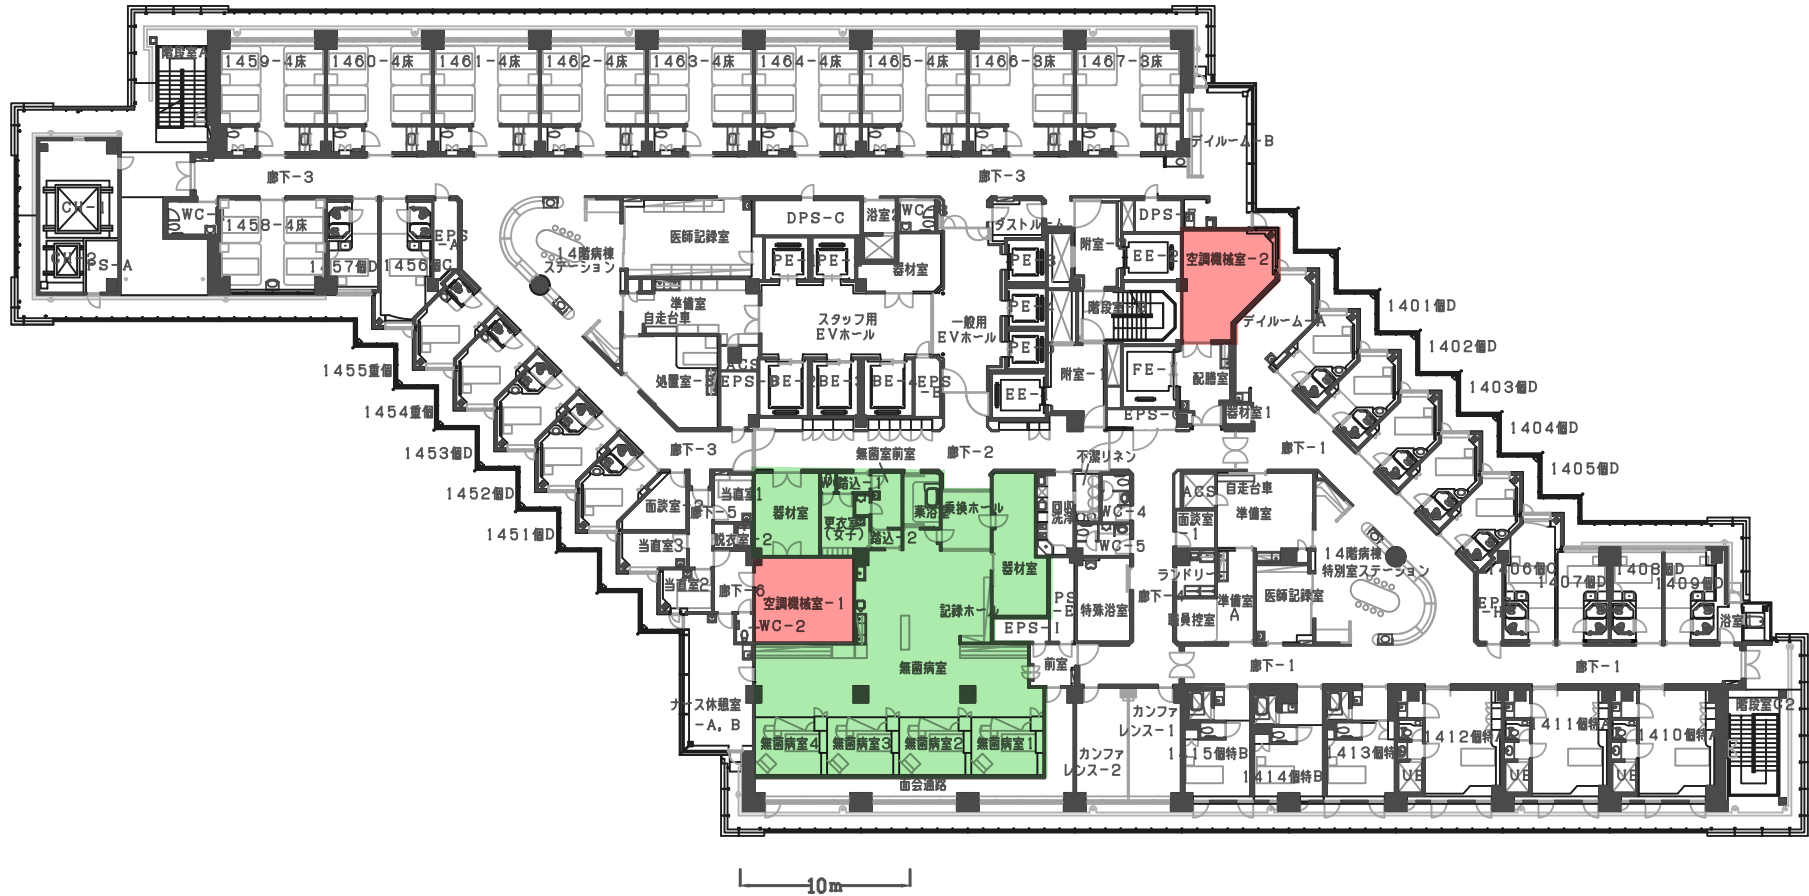 階段室A
1459-4床
1460-4床
1461-4床
1462-4床
1463-4床
1464-4床
1465-4床
1466-3床
1467-3床
デイルーム-B
廊下-3
廊下-3
CH-1
WC-
1458-4床
EPS
-A
14階病棟
ステーション
医師記録室
DPS-C
浴室2
WC-3
ダストルーム
附室-2
DPS-
PS-A
1457個D
1456個C
PE-
PE-
器材室
PE-3
EE-2
空調機械室-2
準備室
自走台車
スタッフ用
EVホール
一般用
EVホール
PE-4
階段室-B
デイルーム-A
1401個D
1402個D
1403個D
1404個D
1405個D
PE-5
1455重個
1454重個
1453個D
1452個D
1451個D
処置室-B
ACS
EPS-
BE-2
BE-3
BE-4
EPS
-B
EE-1
附室-1
FE-1
配膳室
EPS-G
器材室1
廊下-3
無菌室前室
廊下-2
不潔リネン
廊下-1
面談室-3
当直室1
廊下-5
器材室
WC
踏込-1
更衣室
(女子)
踏込-2
薬浴室
乗換ホール
回収
洗浄
WC-4
WC-5
ACS
自走台車
準備室
面談室
-1
当直室3
脱衣室-2
当直室2
廊下-6
空調機械室-1
WC-2
記録ホール
器材室
PS
-E
EPS-I
特殊浴室
廊下-4
ランドリー
職員控室
準備室
A
医師記録室
14階病棟
特別室ステーション
1406個C
1407個D
1408個D
1409個D
EPS
-H
浴室1
無菌病室
前室
廊下-1
廊下-1
ナース休憩室
-A, B
無菌病室4
無菌病室3
無菌病室2
無菌病室1
面会通路
カンファ
レンス-1
カンファ
レンス-2
1415個特B
1414個特B
1413個特B
1412個特A
1411個特A
1410個特A
UB
UB
UB
階段室C2
10m